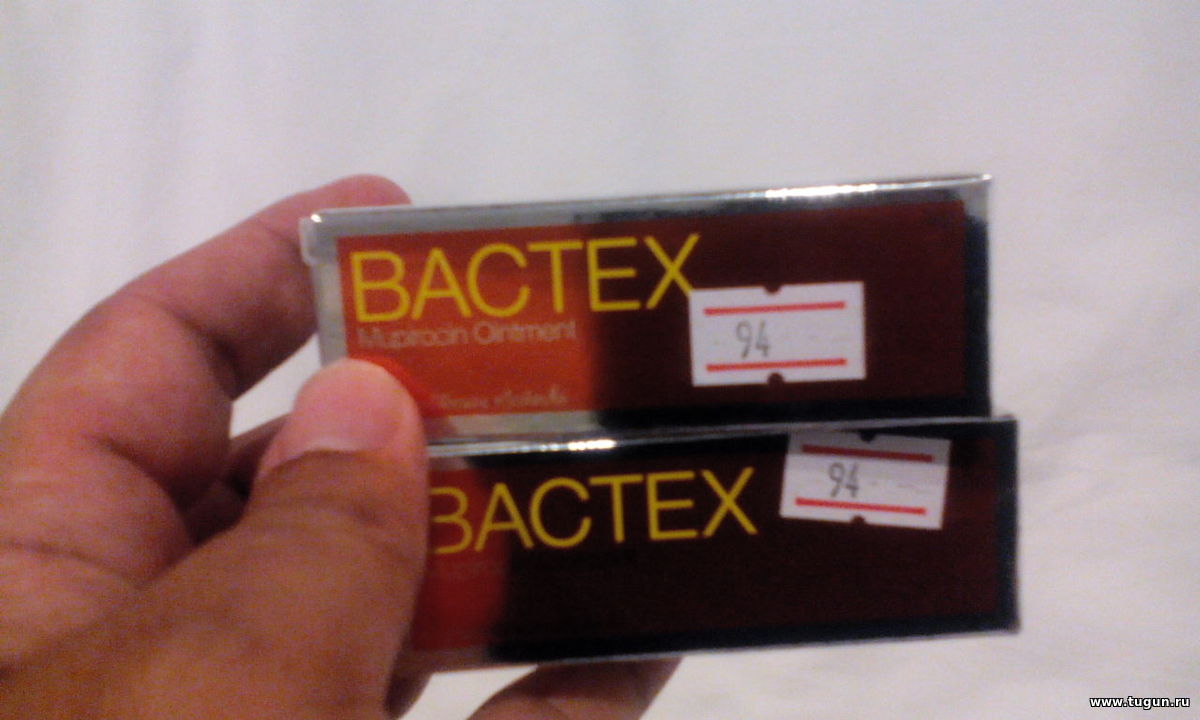 BACTEX
Mupirocin Ointment
94
BACTEX
94
www.tugun.ru